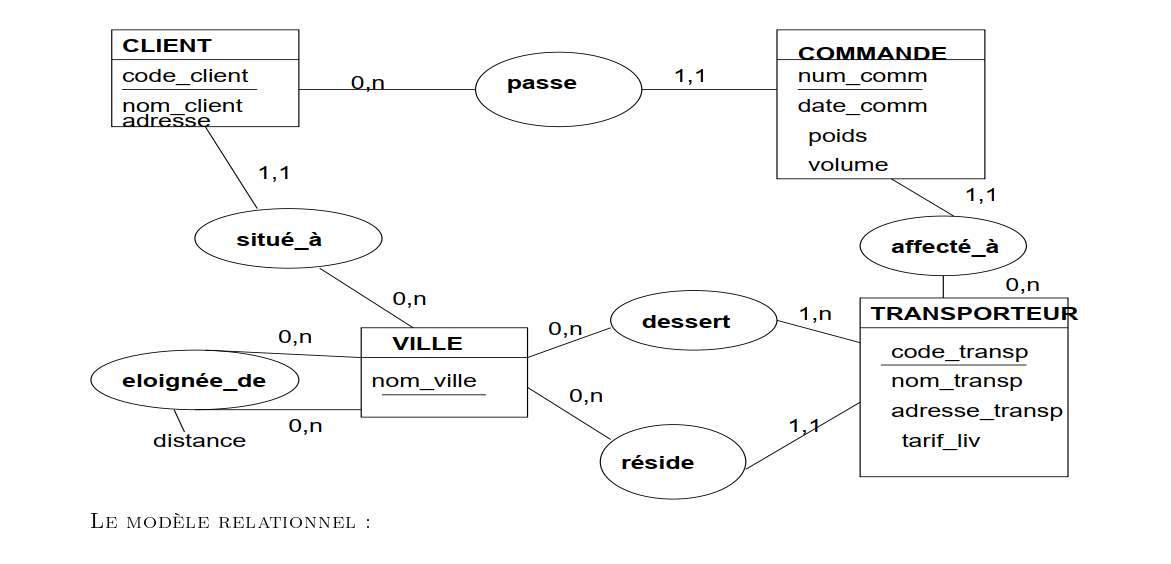 CLIENT
code_client
nom_client
adresse
0,n
passe
1,1
COMMANDE
num_comm
date_comm
poids
volume
1,1
situé_à
0,n
1,1
affecté_à
0,n
VILLE
nom_ville
0,n
eloignée_de
0,n
distance
0,n
dessert
1,n
0,n
réside
1,1
TRANSPORTEUR
code_transp
nom_transp
adresse_transp
tarif_liv
LE MODÈLE RELATIONNEL :